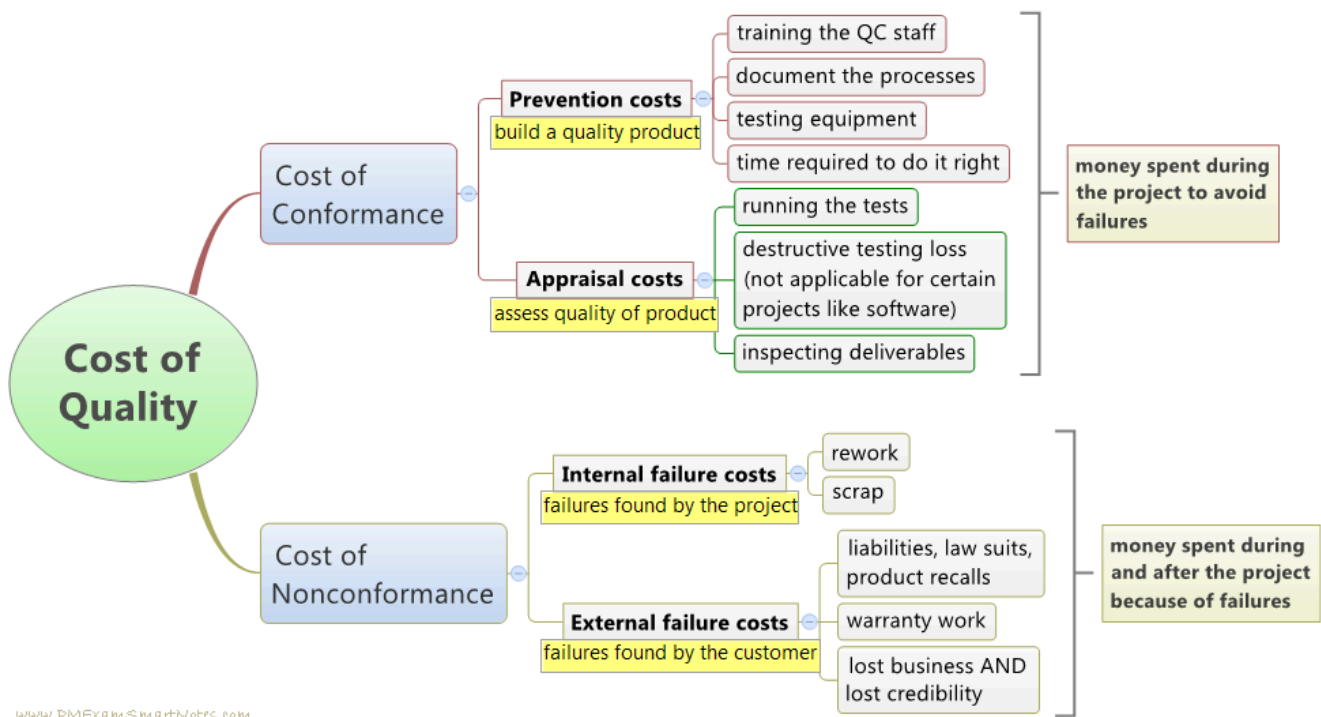 Cost of
Quality
Cost of
Conformance
Prevention costs
build a quality product
training the QC staff
document the processes
testing equipment
time required to do it right
Appraisal costs
assess quality of product
running the tests
destructive testing loss
(not applicable for certain
projects like software)
inspecting deliverables
money spent during
the project to avoid
failures
Cost of
Nonconformance
Internal failure costs
failures found by the project
rework
scrap
External failure costs
failures found by the customer
liabilities, law suits,
product recalls
warranty work
lost business AND
lost credibility
money spent during
and after the project
because of failures
www.PMExamSmartNotes.com